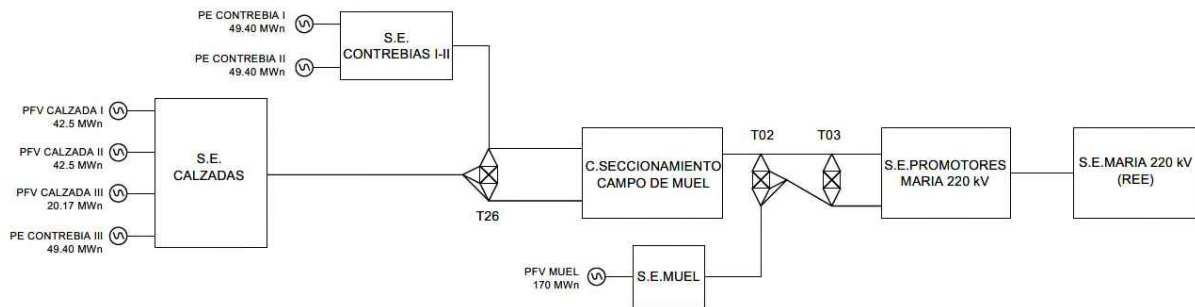 PE CONTREBIA I
49.40 MWn
PE CONTREBIA II
49.40 MWn
S.E.
CONTREBIAS I-II
PFV CALZADA I
42.5 MWn
PFV CALZADA II
42.5 MWn
PFV CALZADA III
20.17 MWn
PE CONTREBIA III
49.40 MWn
S.E.
CALZADAS
T26
C.SECCIONAMIENTO
CAMPO DE MUEL
T02
T03
S.E.PROMOTORES
MARIA 220 kV
S.E.MARIA 220 kV
(REE)
PFV MUEL
170 MWn
S.E.MUEL